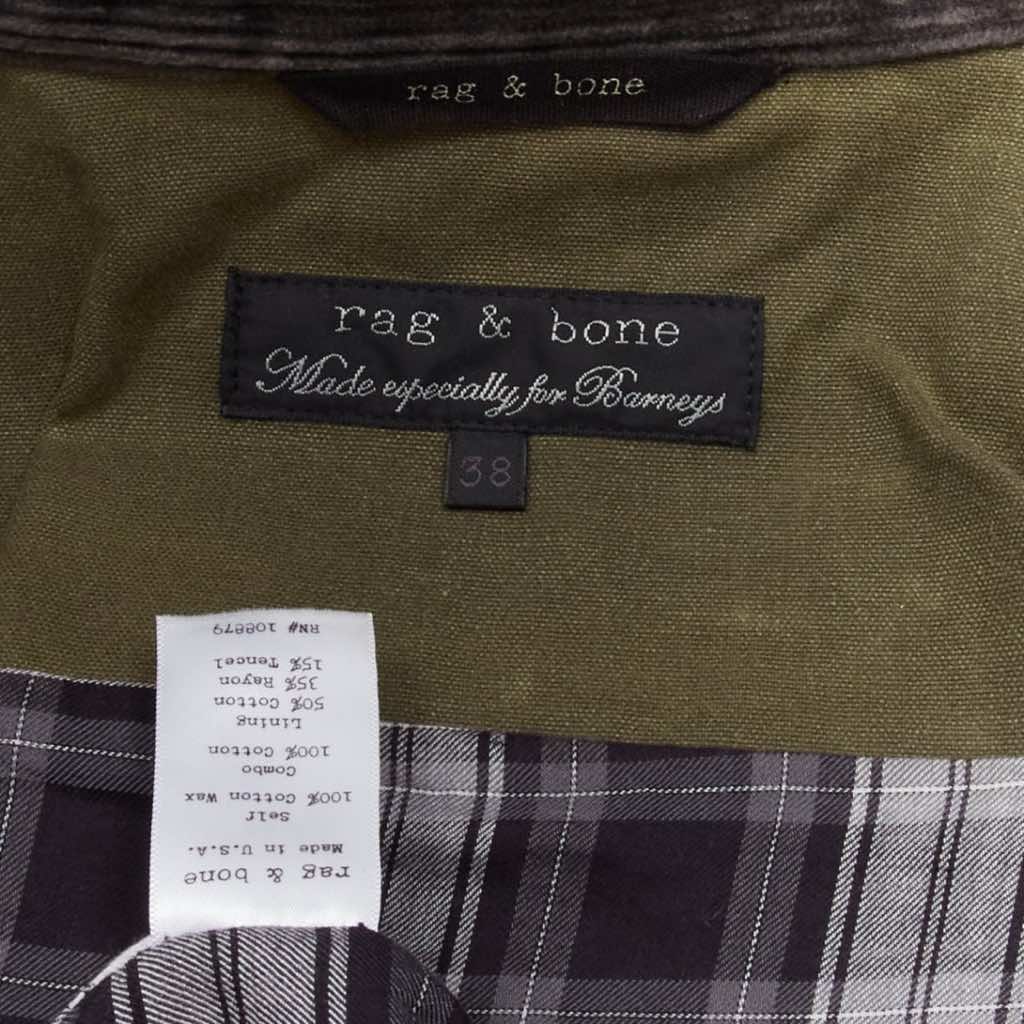 rag & bone
rag & bone
Made especially for Barneys
38
rag & bone
Made in U.S.A.
Self
100% Cotton Wax
Combo
100% Cotton
Lining
50% Cotton
35% Rayon
15% Tencel
RN# 108879